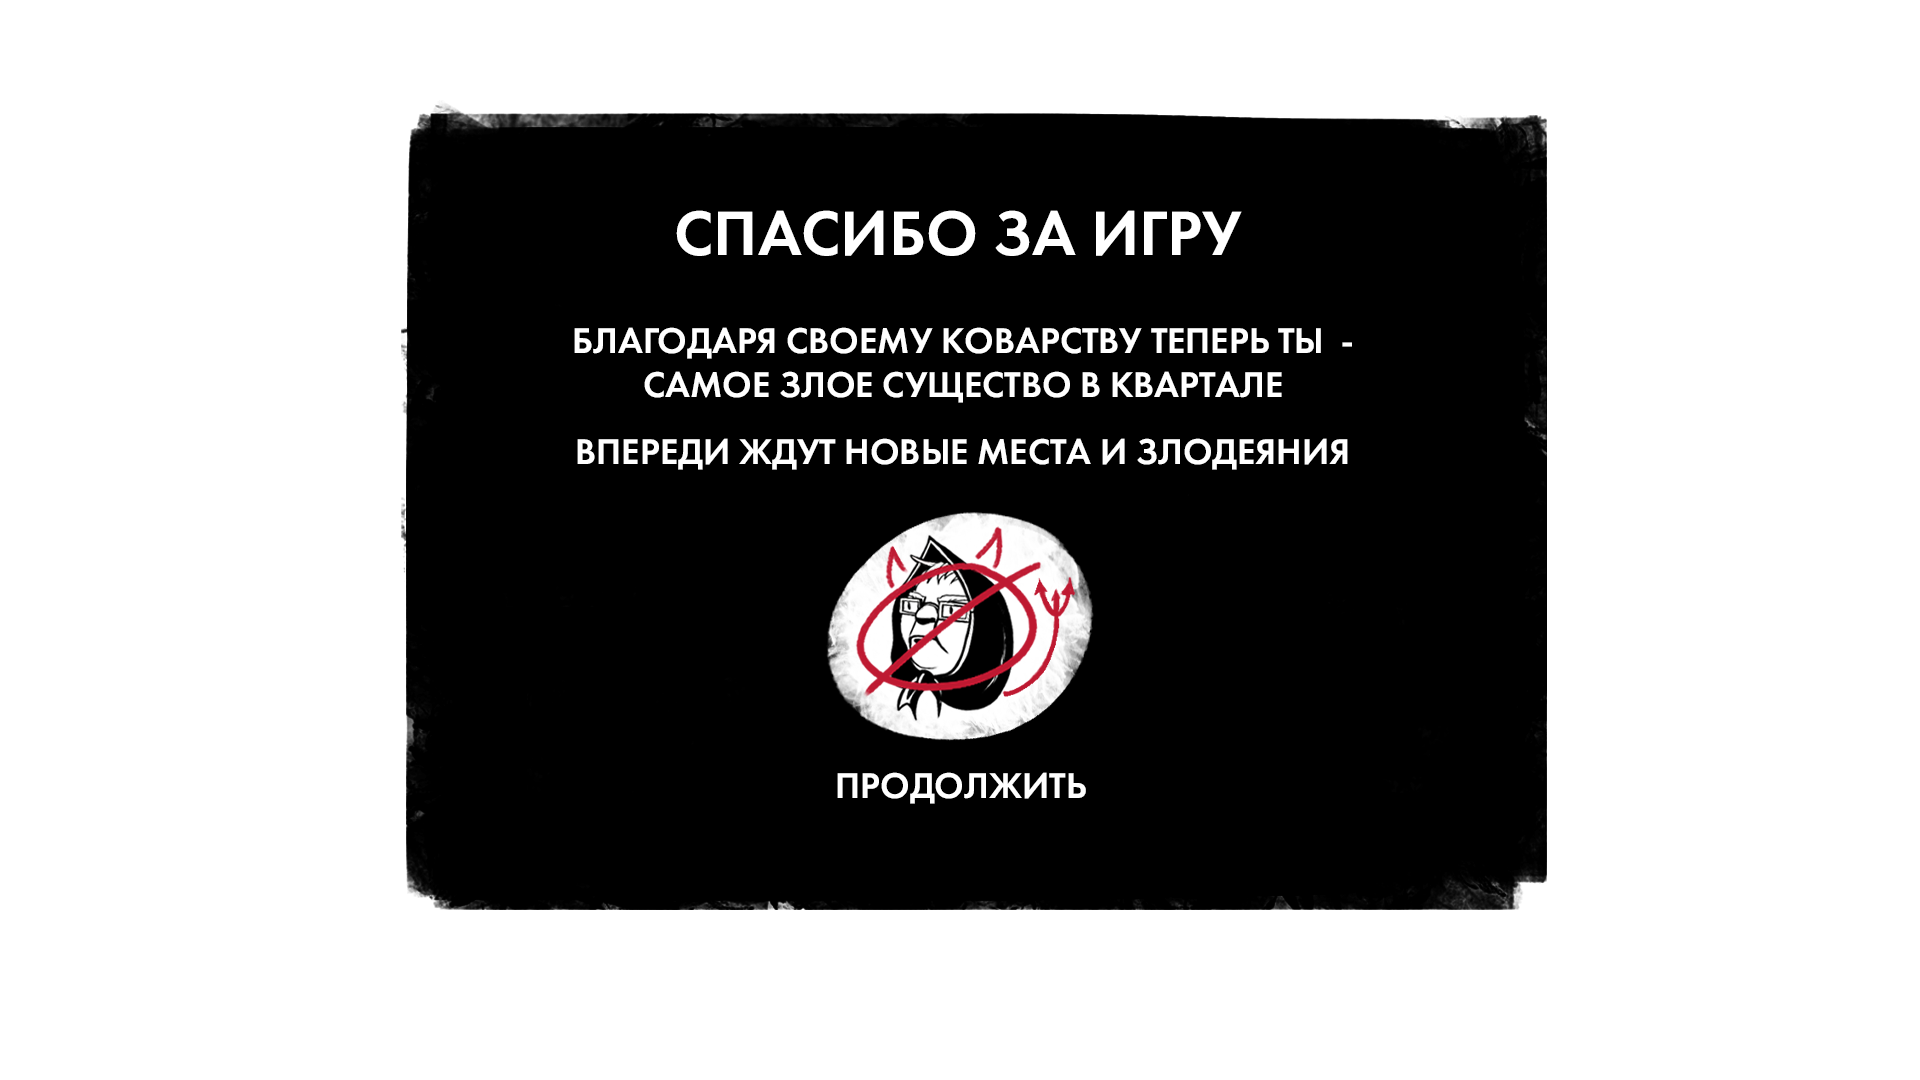 СПАСИБО ЗА ИГРУ
БЛАГОДАРЯ СВОЕМУ КОВАРСТВУ ТЕПЕРЬ ТЫ -
САМОЕ ЗЛОЕ СУЩЕСТВО В КВАРТАЛЕ
ВПЕРЕДИ ЖДУТ НОВЫЕ МЕСТА И ЗЛОДЕЯНИЯ
ПРОДОЛЖИТЬ